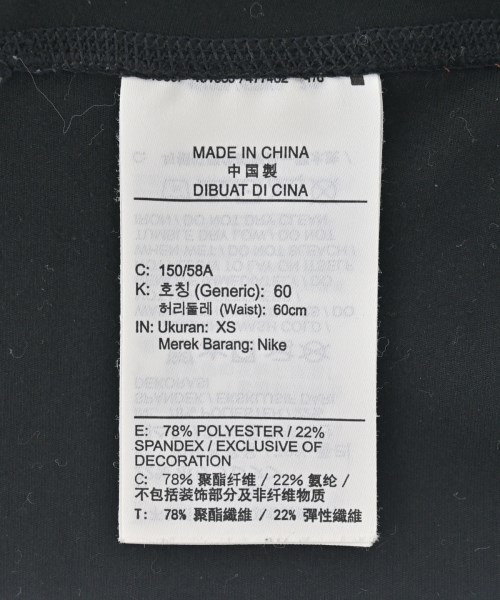 MADE IN CHINA
中国製
DIBUAT DI CINA
C: 150/58A
K: 호칭 (Generic): 60
허리둘레 (Waist): 60cm
IN: Ukuran: XS
Merek Barang: Nike
E: 78% POLYESTER / 22%
SPANDEX / EXCLUSIVE OF
DECORATION
C: 78% 聚酯纤维 / 22% 氨纶 /
不包括装饰部分及非纤维物质
T: 78% 聚酯纖維 / 22% 彈性纖維